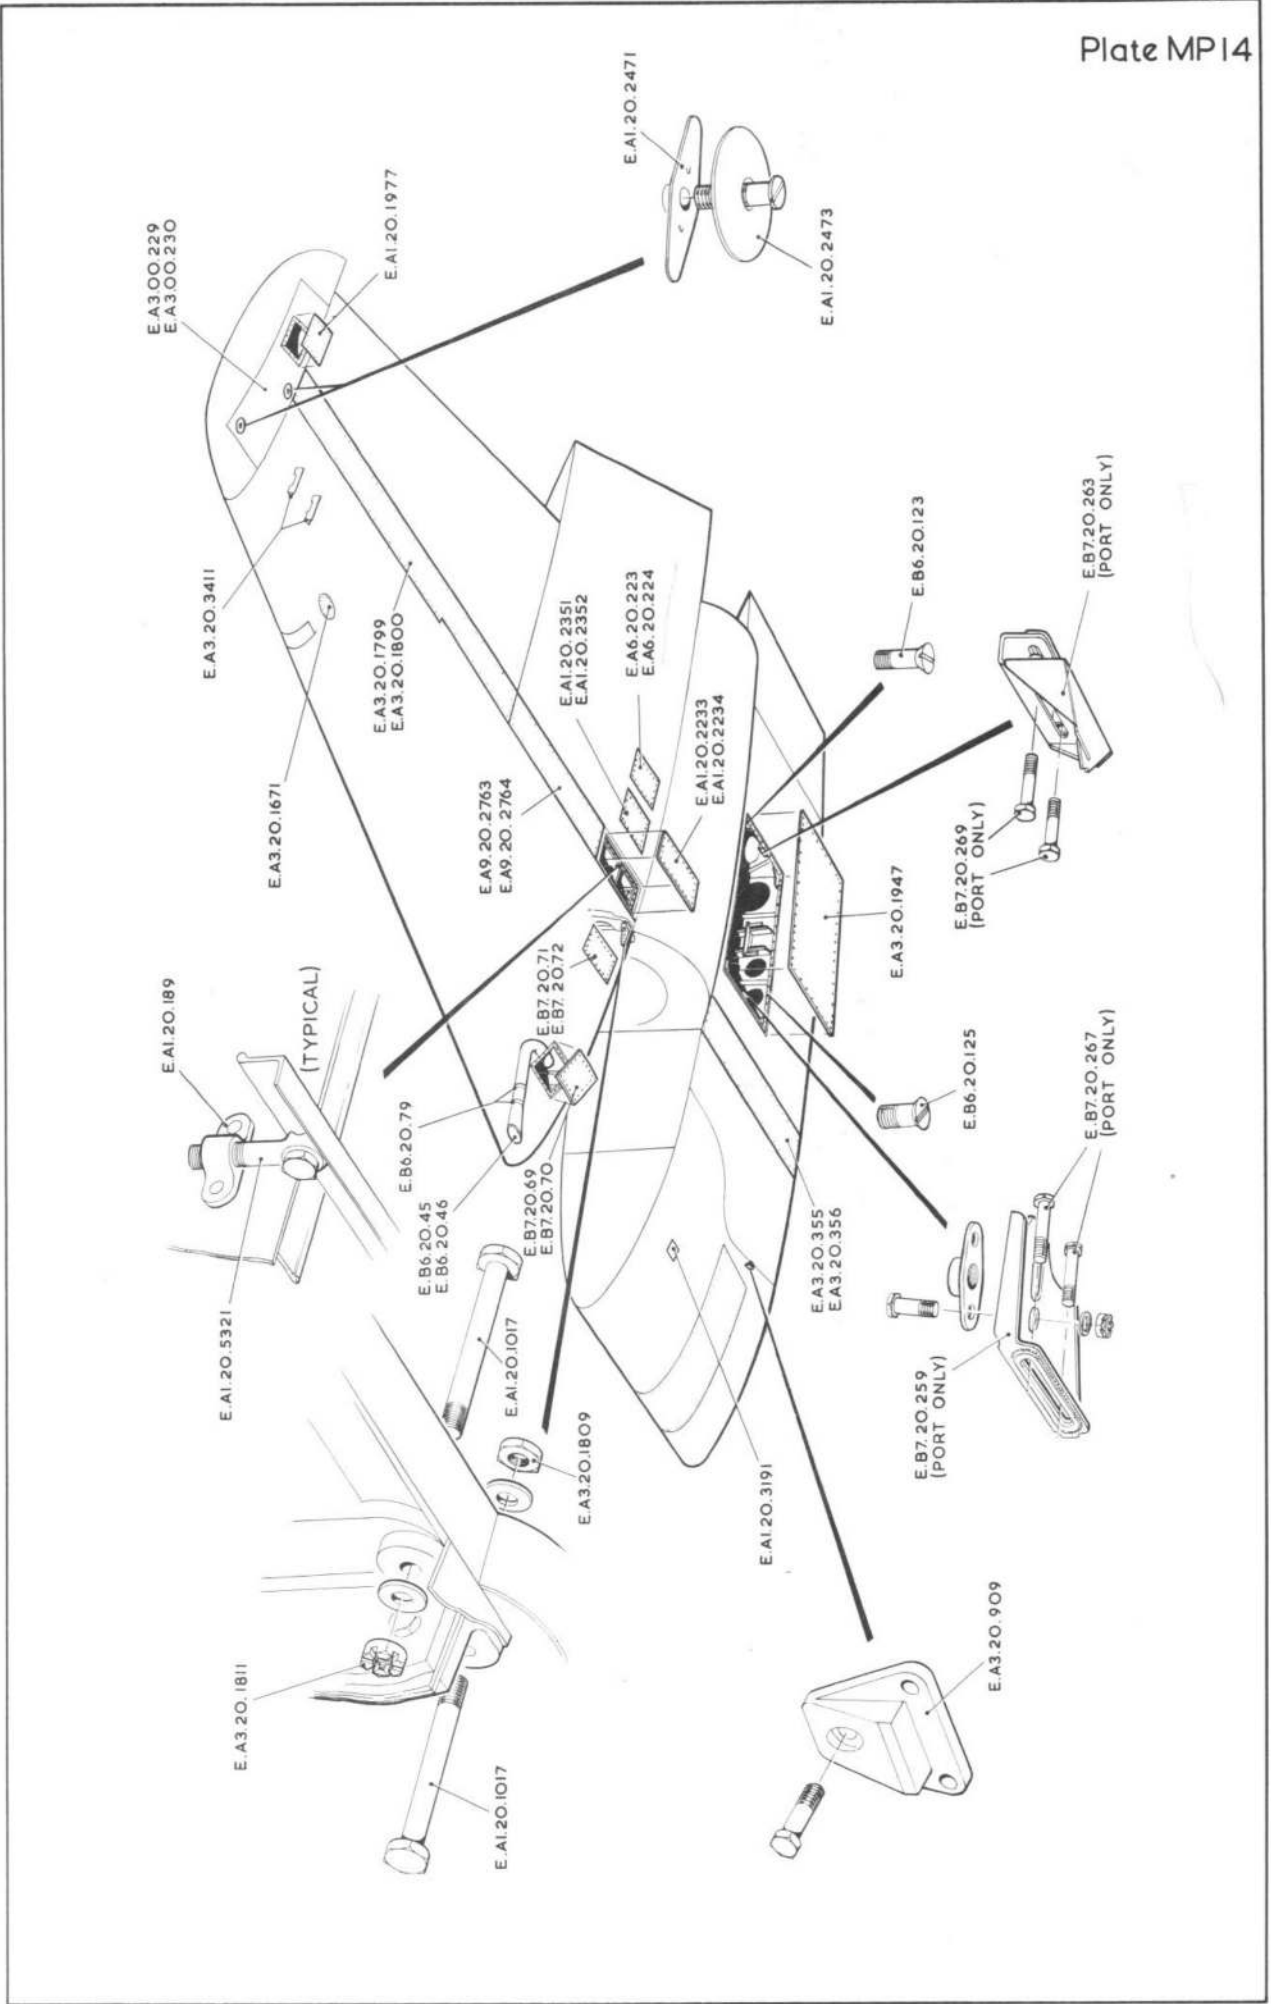 Plate MP14
E.A1.20.2471
E.A1.20.2473
E.A3.00.229
E.A3.00.230
E.A1.20.1977
E.A3.20.3411
E.A3.20.1671
E.A3.20.1799
E.A3.20.1800
E.A9.20.2763
E.A9.20.2764
E.A1.20.2351
E.A1.20.2352
E.A6.20.223
E.A6.20.224
E.A1.20.2233
E.A1.20.2234
E.B6.20.123
E.B7.20.263
(PORT ONLY)
E.B7.20.269
(PORT ONLY)
E.A3.20.1947
E.A1.20.189
(TYPICAL)
E.A1.20.5321
E.B7.20.71
E.B7.20.72
E.B6.20.79
E.B6.20.45
E.B6.20.46
E.B7.20.69
E.B7.20.70
E.B6.20.125
E.B7.20.267
(PORT ONLY)
E.A3.20.355
E.A3.20.356
E.B7.20.259
(PORT ONLY)
E.A1.20.1017
E.A3.20.1809
E.A1.20.3191
E.A3.20.1811
E.A1.20.1017
E.A3.20.909